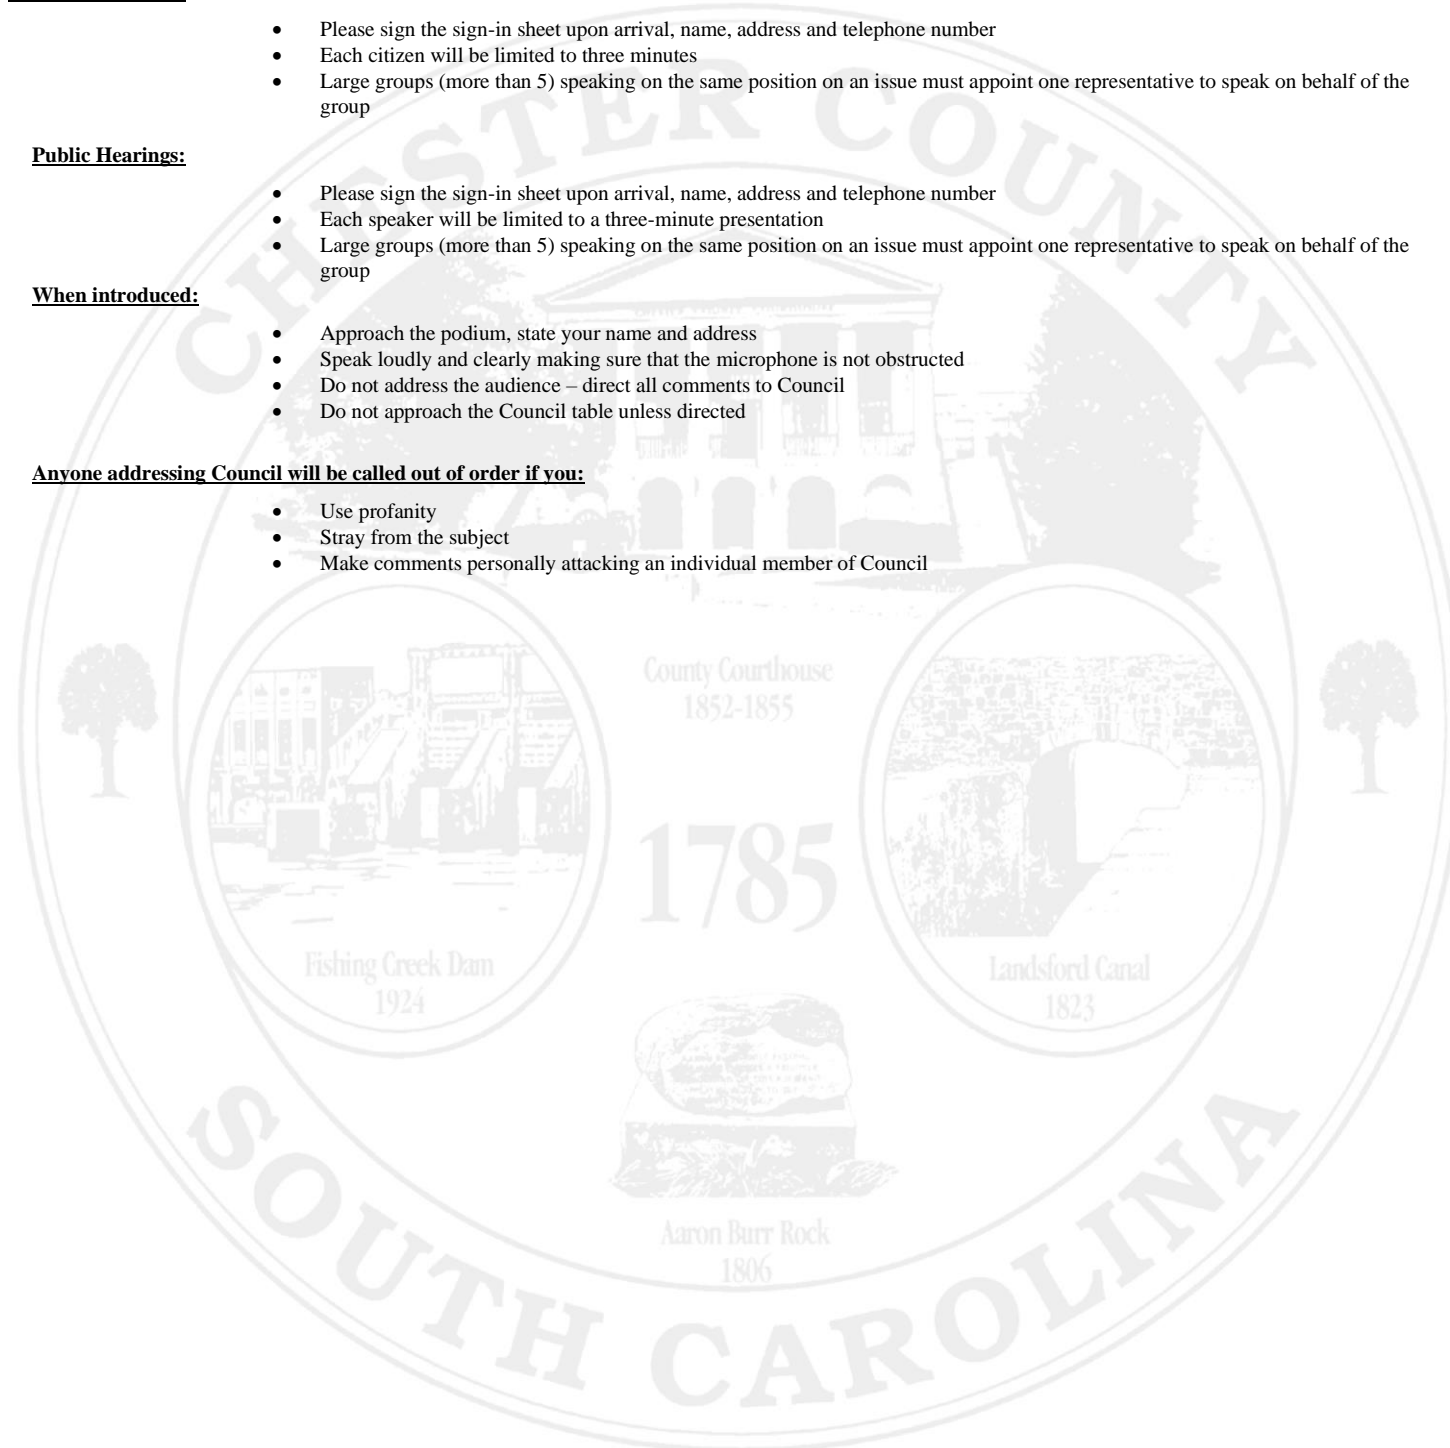 • Please sign the sign-in sheet upon arrival, name, address and telephone number
• Each citizen will be limited to three minutes
• Large groups (more than 5) speaking on the same position on an issue must appoint one representative to speak on behalf of the
group
Public Hearings:
• Please sign the sign-in sheet upon arrival, name, address and telephone number
• Each speaker will be limited to a three-minute presentation
• Large groups (more than 5) speaking on the same position on an issue must appoint one representative to speak on behalf of the
group
When introduced:
• Approach the podium, state your name and address
• Speak loudly and clearly making sure that the microphone is not obstructed
• Do not address the audience – direct all comments to Council
• Do not approach the Council table unless directed
Anyone addressing Council will be called out of order if you:
• Use profanity
• Stray from the subject
• Make comments personally attacking an individual member of Council
CHESTER COUNTY
County Courthouse
1852-1855
1785
Fishing Creek Dam
1924
Landsford Canal
1823
Aaron Burr Rock
1806
SOUTH CAROLINA